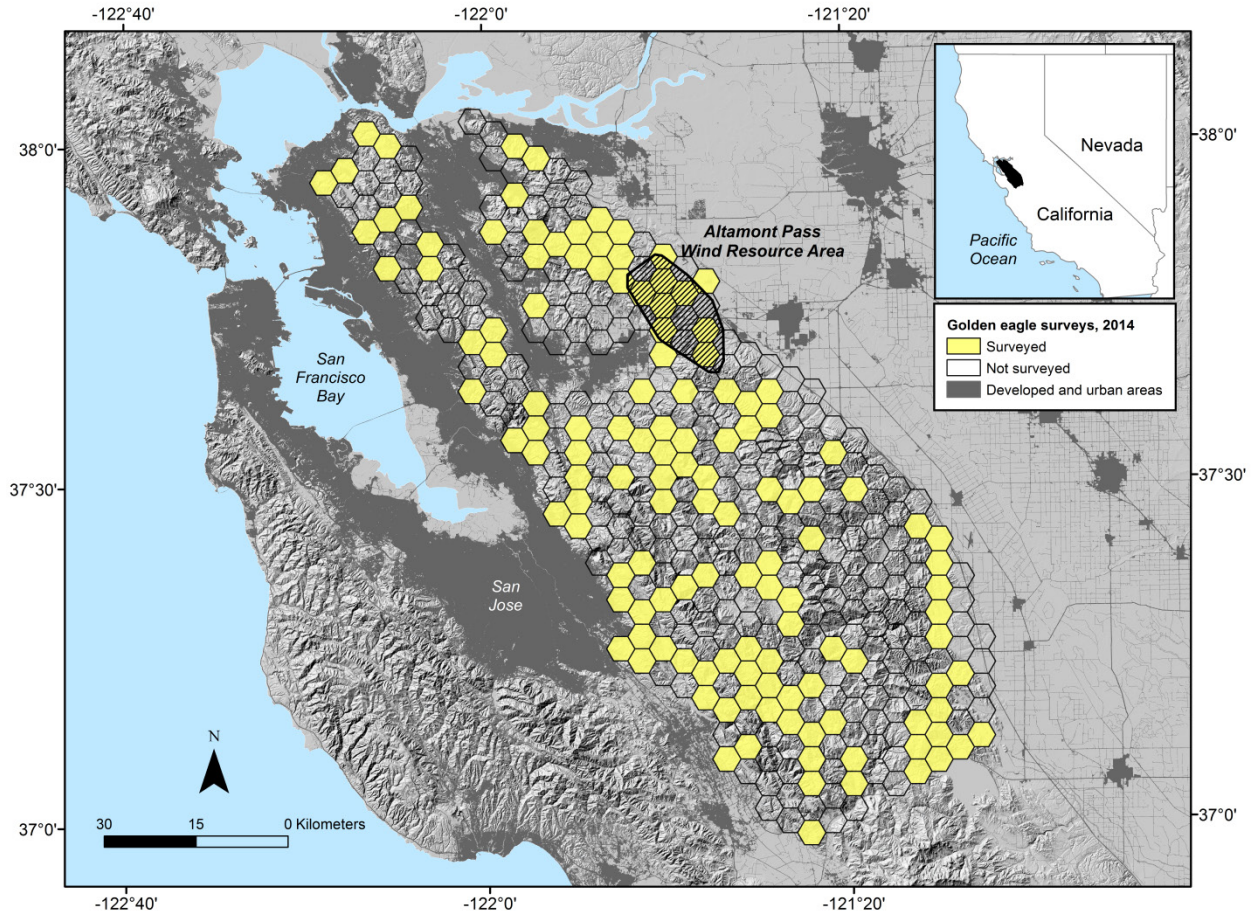 -122°40'
-122°0'
-121°20'
38°0'
38°0'
Nevada
California
Pacific
Ocean
Altamont Pass
Wind Resource Area
Golden eagle surveys, 2014
Surveyed
Not surveyed
Developed and urban areas
San
Francisco
Bay
37°30'
37°30'
San
Jose
N
30
15
0 Kilometers
37°0'
37°0'
-122°40'
-122°0'
-121°20'